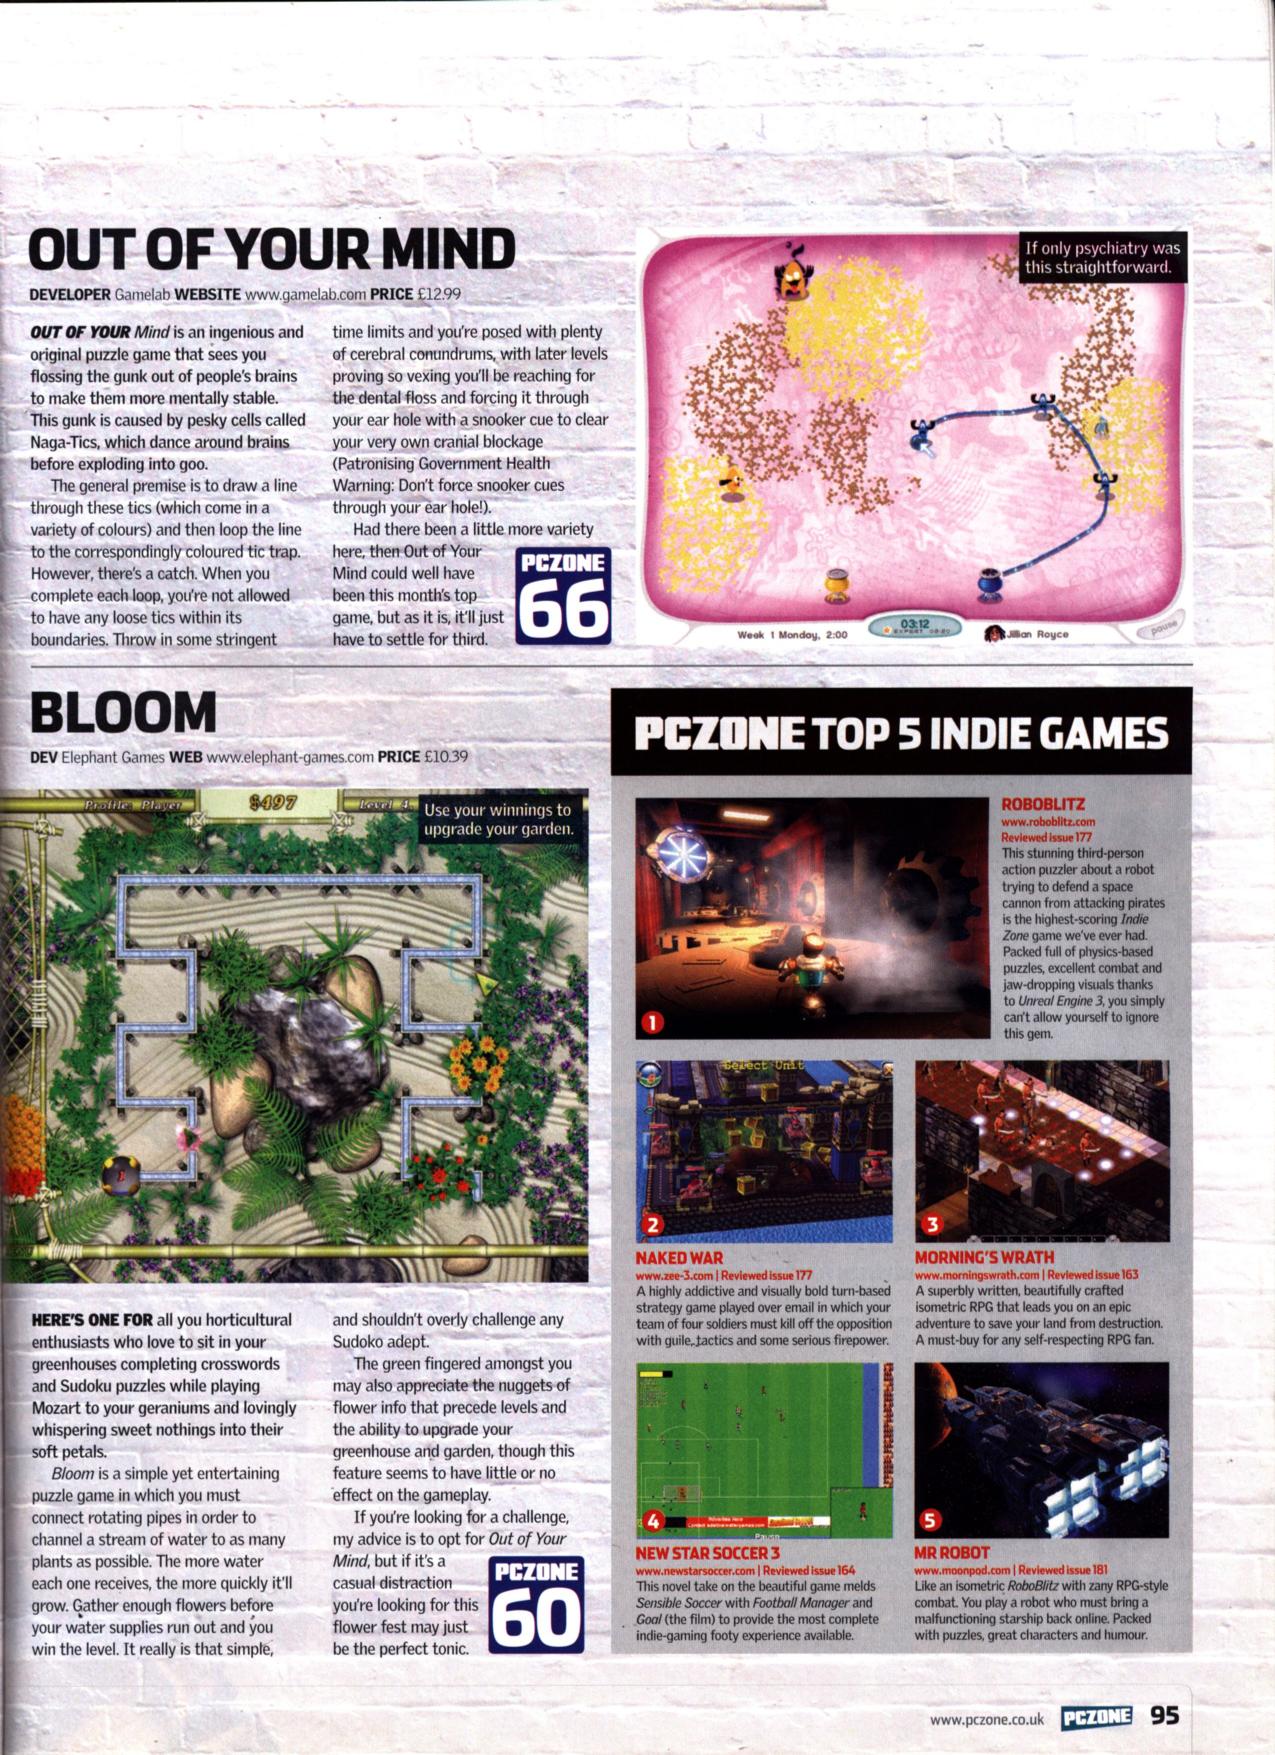 OUT OF YOUR MIND
DEVELOPER Gamelab WEBSITE www.gamelab.com PRICE £12.99
OUT OF YOUR Mind is an ingenious and
original puzzle game that sees you
flossing the gunk out of people's brains
to make them more mentally stable.
This gunk is caused by pesky cells called
Naga-Tics, which dance around brains
before exploding into goo.
The general premise is to draw a line
through these tics (which come in a
variety of colours) and then loop the line
to the correspondingly coloured tic trap.
However, there's a catch. When you
complete each loop, you're not allowed
to have any loose tics within its
boundaries. Throw in some stringent
time limits and you're posed with plenty
of cerebral conundrums, with later levels
proving so vexing you'll be reaching for
the dental floss and forcing it through
your ear hole with a snooker cue to clear
your very own cranial blockage
(Patronising Government Health
Warning: Don't force snooker cues
through your ear hole!).
Had there been a little more variety
here, then Out of Your
Mind could well have
been this month's top
game, but as it is, it'll just
have to settle for third.
PCZONE
66
If only psychiatry was
this straightforward.
Week 1 Monday, 2:00
03:12
EXPERT
Jillian Royce
pause
BLOOM
DEV Elephant Games WEB www.elephant-games.com PRICE £10.39
Profile: Player
$497
Level 4
Use your winnings to
upgrade your garden.
HERE'S ONE FOR all you horticultural
enthusiasts who love to sit in your
greenhouses completing crosswords
and Sudoku puzzles while playing
Mozart to your geraniums and lovingly
whispering sweet nothings into their
soft petals.
Bloom is a simple yet entertaining
puzzle game in which you must
connect rotating pipes in order to
channel a stream of water to as many
plants as possible. The more water
each one receives, the more quickly it'll
grow. Gather enough flowers before
your water supplies run out and you
win the level. It really is that simple,
and shouldn't overly challenge any
Sudoko adept.
The green fingered amongst you
may also appreciate the nuggets of
flower info that precede levels and
the ability to upgrade your
greenhouse and garden, though this
feature seems to have little or no
effect on the gameplay.
If you're looking for a challenge,
my advice is to opt for Out of Your
Mind, but if it's a
casual distraction
you're looking for this
flower fest may just
be the perfect tonic.
PCZONE
60
PCZONE TOP 5 INDIE GAMES
1
ROBOBLITZ
www.roboblitz.com
Reviewed issue 177
This stunning third-person
action puzzler about a robot
trying to defend a space
cannon from attacking pirates
is the highest-scoring Indie
Zone game we've ever had.
Packed full of physics-based
puzzles, excellent combat and
jaw-dropping visuals thanks
to Unreal Engine 3, you simply
can't allow yourself to ignore
this gem.
Select Unit
2
NAKED WAR
www.zee-3.com | Reviewed issue 177
A highly addictive and visually bold turn-based
strategy game played over email in which your
team of four soldiers must kill off the opposition
with guile, tactics and some serious firepower.
3
MORNING'S WRATH
www.morningswrath.com | Reviewed issue 163
A superbly written, beautifully crafted
isometric RPG that leads you on an epic
adventure to save your land from destruction.
A must-buy for any self-respecting RPG fan.
4
Pause
NEW STAR SOCCER 3
www.newstarsoccer.com | Reviewed issue 164
This novel take on the beautiful game melds
Sensible Soccer with Football Manager and
Goal (the film) to provide the most complete
indie-gaming footy experience available.
5
MR ROBOT
www.moonpod.com | Reviewed issue 181
Like an isometric RoboBlitz with zany RPG-style
combat. You play a robot who must bring a
malfunctioning starship back online. Packed
with puzzles, great characters and humour.
www.pczone.co.uk PCZONE 95